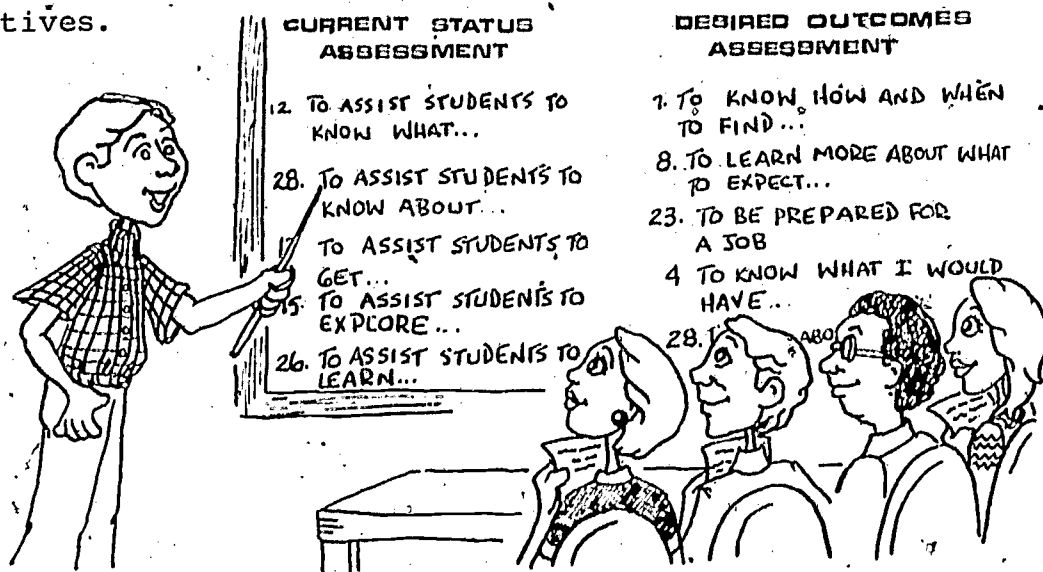 tives.
CURRENT STATUS
ASSESSMENT
12. TO ASSIST STUDENTS TO
KNOW WHAT...
28. TO ASSIST STUDENTS TO
KNOW ABOUT...
TO ASSIST STUDENTS TO
GET...
15. TO ASSIST STUDENTS TO
EXPLORE...
26. TO ASSIST STUDENTS TO
LEARN...
DESIRED OUTCOMES
ASSESSMENT
7. TO KNOW HOW AND WHEN
TO FIND...
8. TO LEARN MORE ABOUT WHAT
TO EXPECT...
23. TO BE PREPARED FOR
A JOB
4 TO KNOW WHAT I WOULD
HAVE...
28.